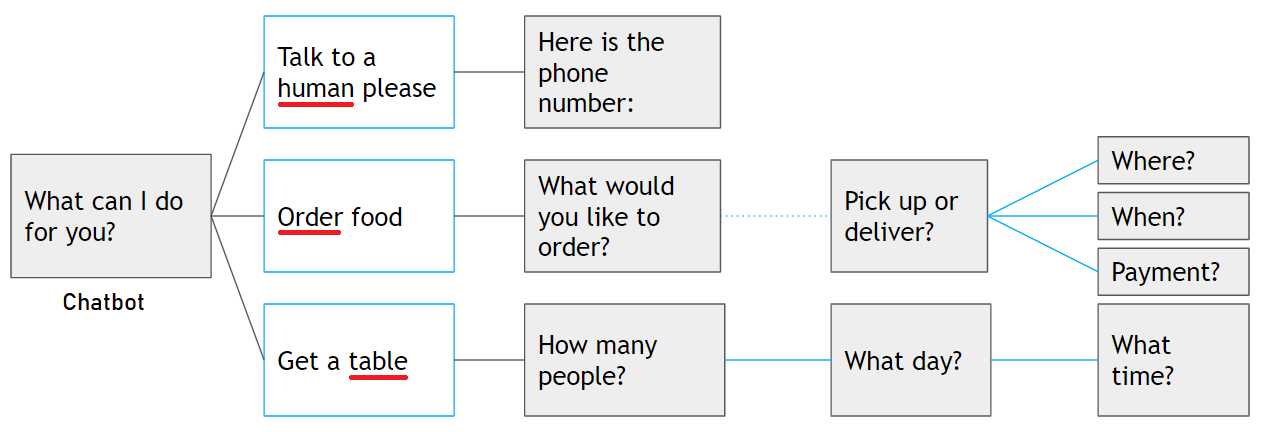 What can I do
for you?
Chatbot
Talk to a
human please
Here is the
phone
number:
Order food
What would
you like to
order?
Pick up or
deliver?
Where?
When?
Payment?
Get a table
How many
people?
What day?
What
time?